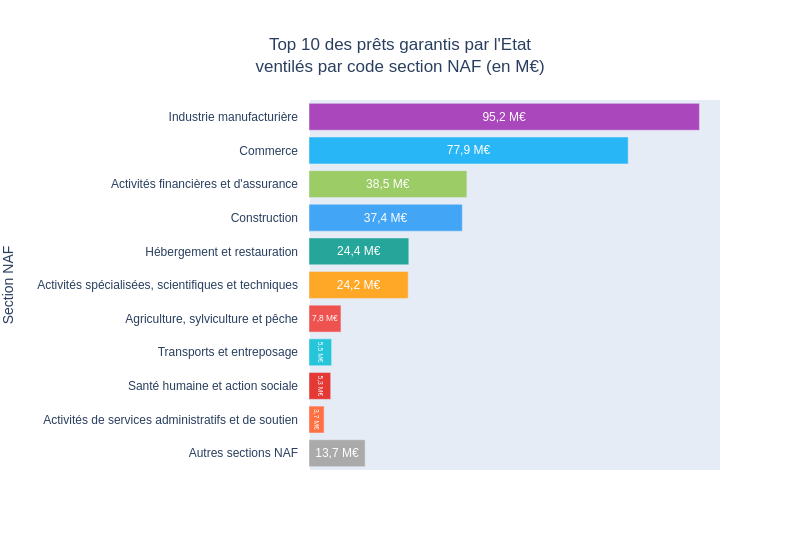 Top 10 des prêts garantis par l'Etat
ventilés par code section NAF (en M€)
Section NAF
Industrie manufacturière 95,2 M€
Commerce 77,9 M€
Activités financières et d'assurance 38,5 M€
Construction 37,4 M€
Hébergement et restauration 24,4 M€
Activités spécialisées, scientifiques et techniques 24,2 M€
Agriculture, sylviculture et pêche 7,8 M€
Transports et entreposage 5,5 M€
Santé humaine et action sociale 5,3 M€
Activités de services administratifs et de soutien 3,7 M€
Autres sections NAF 13,7 M€